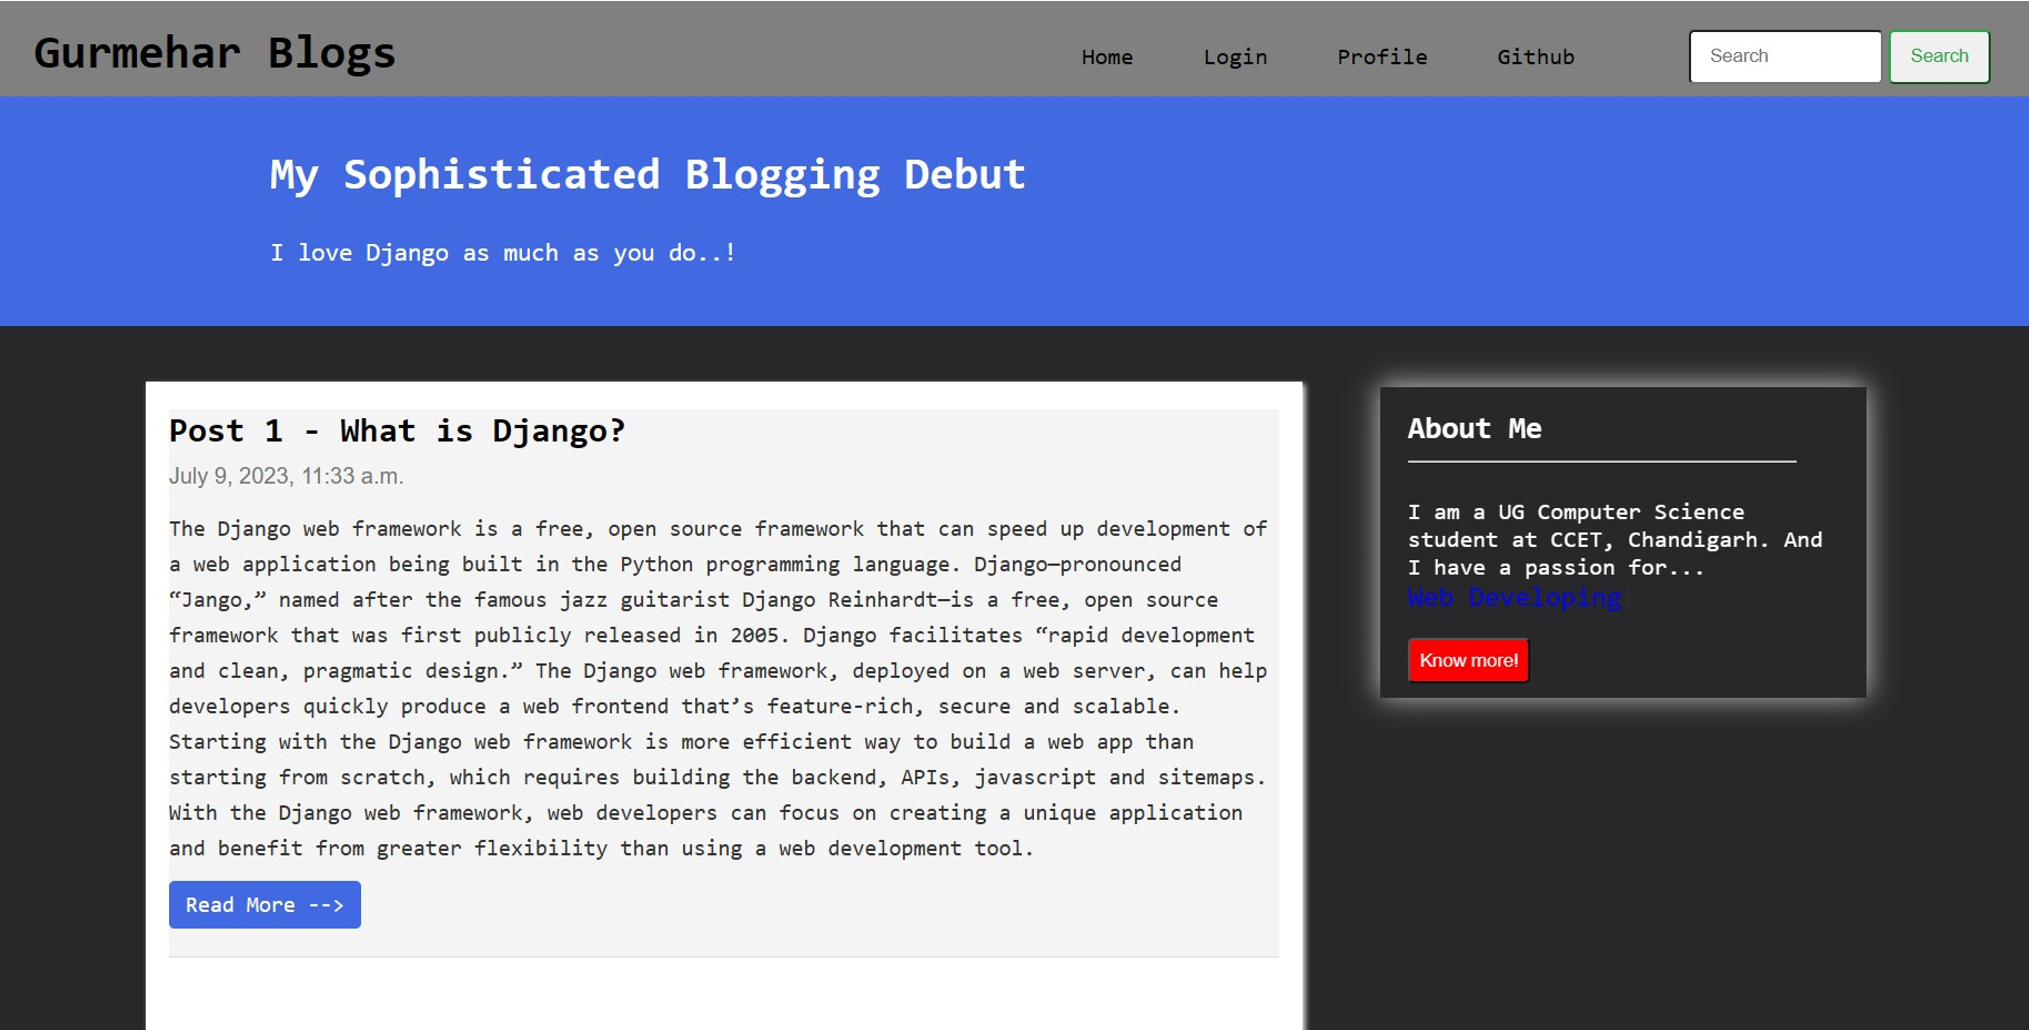 Gurmehar Blogs
Home Login Profile Github Search Search
My Sophisticated Blogging Debut
I love Django as much as you do..!
Post 1 - What is Django?
July 9, 2023, 11:33 a.m.
The Django web framework is a free, open source framework that can speed up development of
a web application being built in the Python programming language. Django—pronounced
“Jango,” named after the famous jazz guitarist Django Reinhardt—is a free, open source
framework that was first publicly released in 2005. Django facilitates “rapid development
and clean, pragmatic design.” The Django web framework, deployed on a web server, can help
developers quickly produce a web frontend that’s feature-rich, secure and scalable.
Starting with the Django web framework is more efficient way to build a web app than
starting from scratch, which requires building the backend, APIs, javascript and sitemaps.
With the Django web framework, web developers can focus on creating a unique application
and benefit from greater flexibility than using a web development tool.
Read More -->
About Me
I am a UG Computer Science
student at CCET, Chandigarh. And
I have a passion for...
Web Developing
Know more!